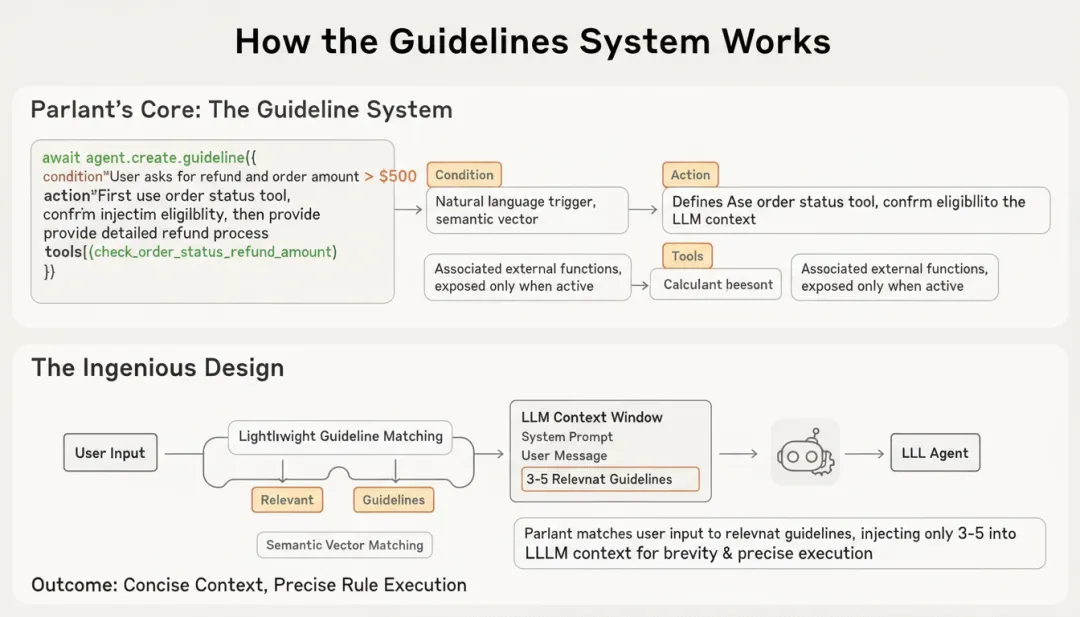 How the Guidelines System Works
Parlant's Core: The Guideline System
await agent.create.guideline({
condition"User asks for refund and order amount > $500
action"First use order status tool,
confrm injectim eligiblity, then provide
provide detailed refund process
tools[(check_order_status_refund_amount)
})
Condition
Natural language trigger,
semantic vector
Action
Defines Ase order status tool, confrm eligibllito the
LLM context
Associated external functions,
exposed only when active
Tools
Calculant beesont
Associated external functions,
exposed only when active
The Ingenious Design
User Input
Lightlwight Guideline Matching
Relevant
Guidelines
Semantic Vector Matching
LLM Context Window
System Prompt
User Message
3-5 Relevnat Guidelines
LLL Agent
Parlant matches user input to relevnat guidelines, injecting only 3-5 into
LLLM context for brevity & precise execution
Outcome: Concise Context, Precise Rule Execution